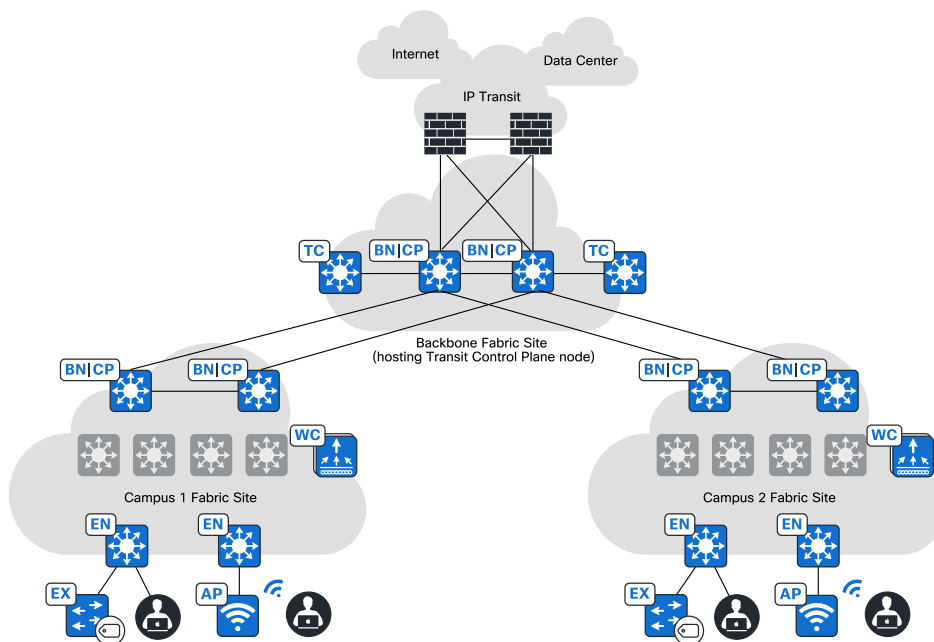 Internet
Data Center
IP Transit
TC
BN|CP
BN|CP
TC
Backbone Fabric Site
(hosting Transit Control Plane node)
BN|CP
BN|CP
BN|CP
BN|CP
WC
WC
Campus 1 Fabric Site
Campus 2 Fabric Site
EN
EN
EN
EN
EX
AP
EX
AP